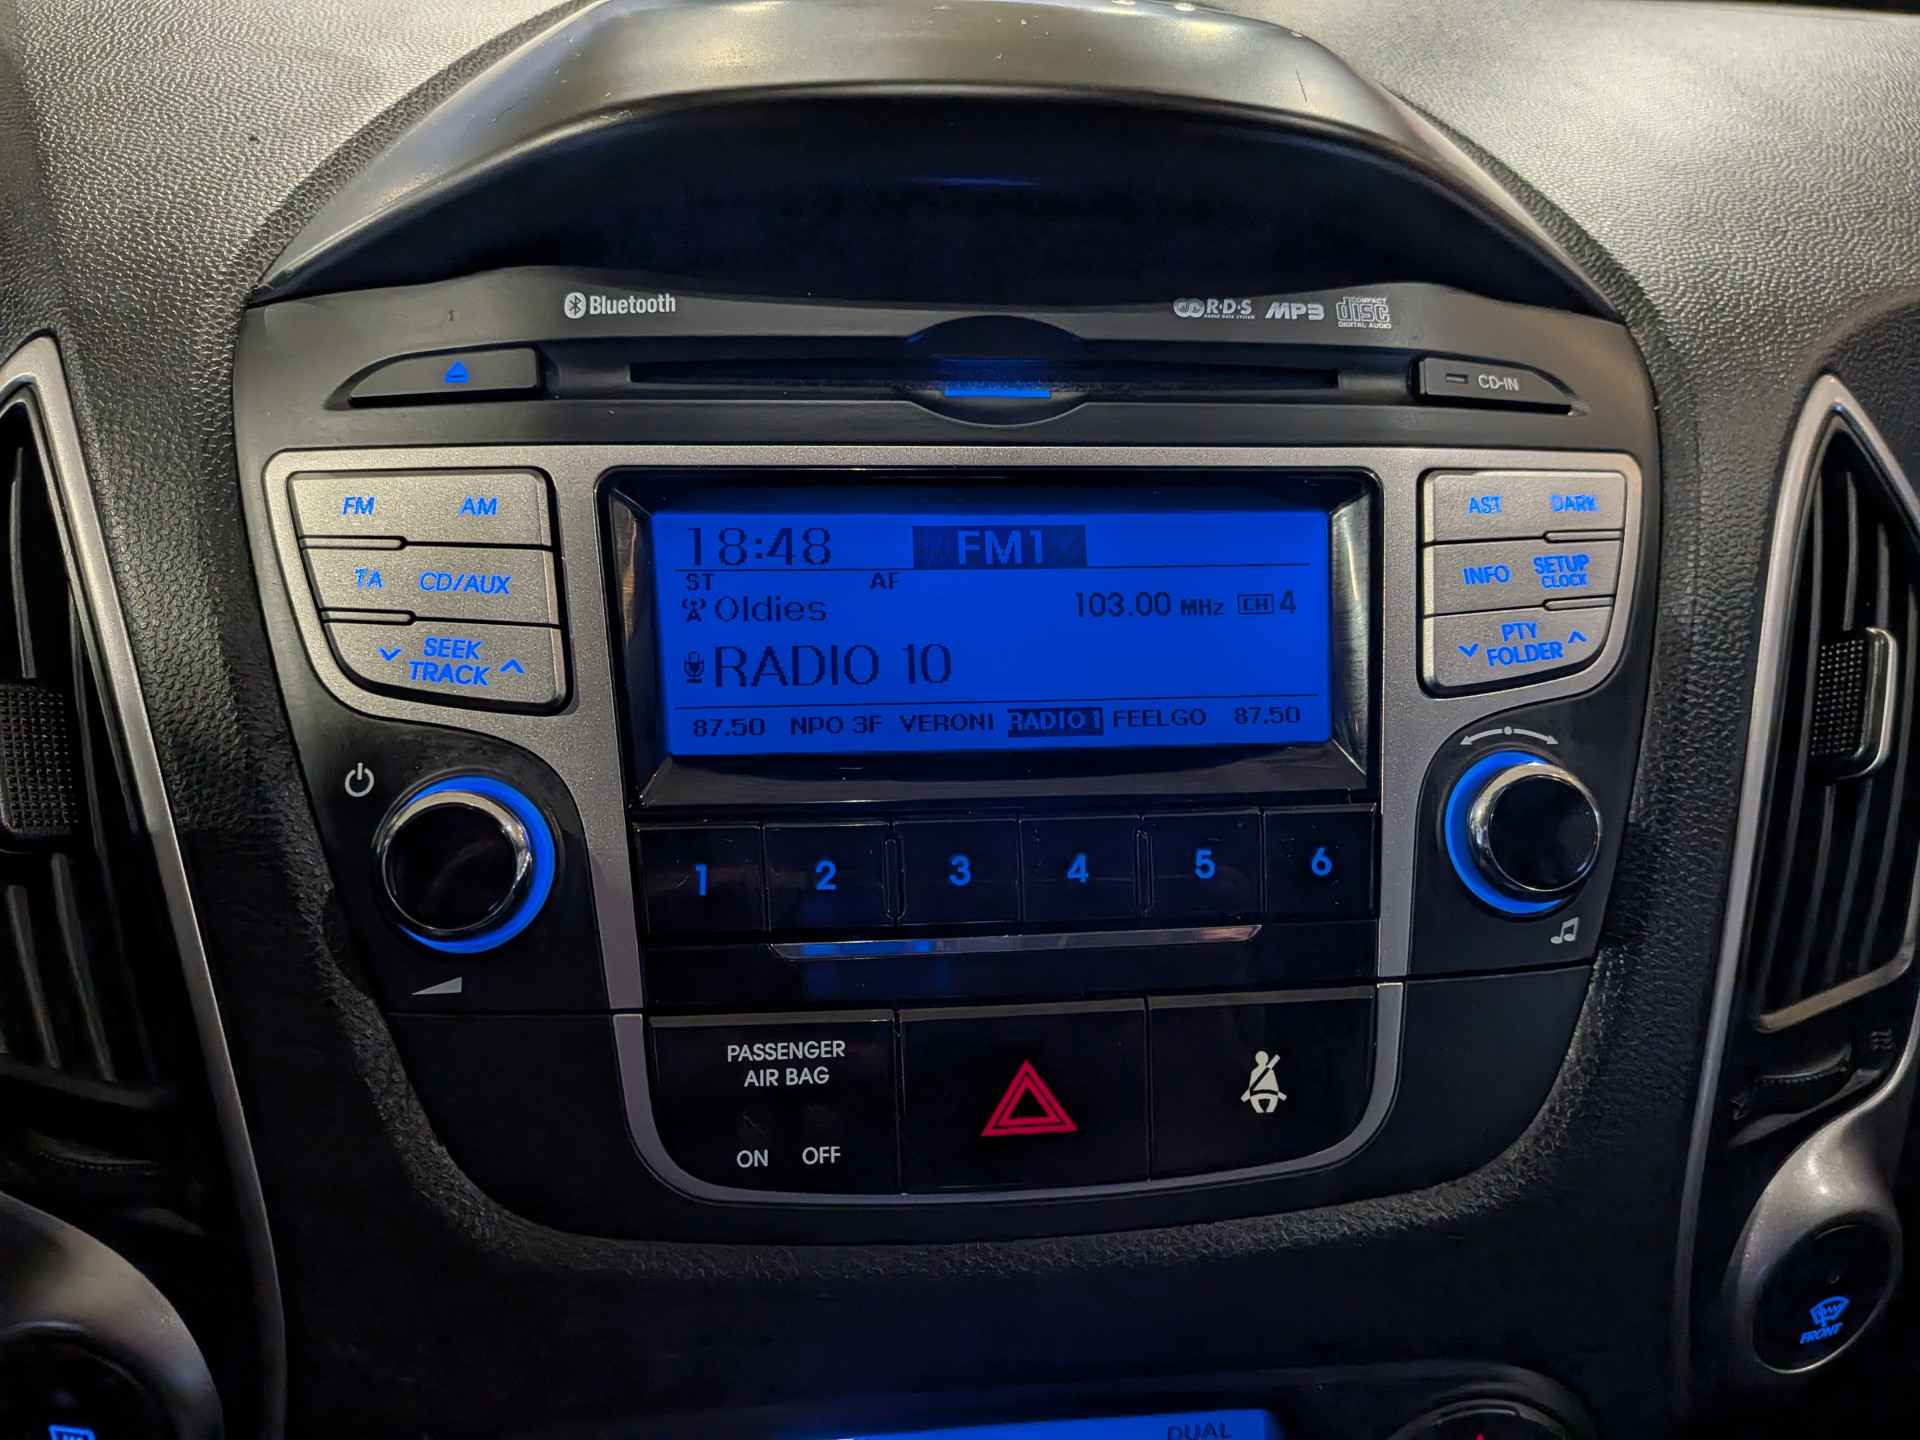 Bluetooth
R·D·S MP3 COMPACT
RADIO DATA SYSTEM disc
DIGITAL AUDIO
CD-IN
FM AM
TA CD/AUX
SEEK
TRACK
18:48 FM1
ST AF
Oldies 103.00 MHz CH 4
RADIO 10
87.50 NPO 3F VERONI RADIO 1 FEELGO 87.50
AST DARK
INFO SETUP
CLOCK
PTY
FOLDER
1 2 3 4 5 6
PASSENGER
AIR BAG
ON OFF
FRONT
DUAL